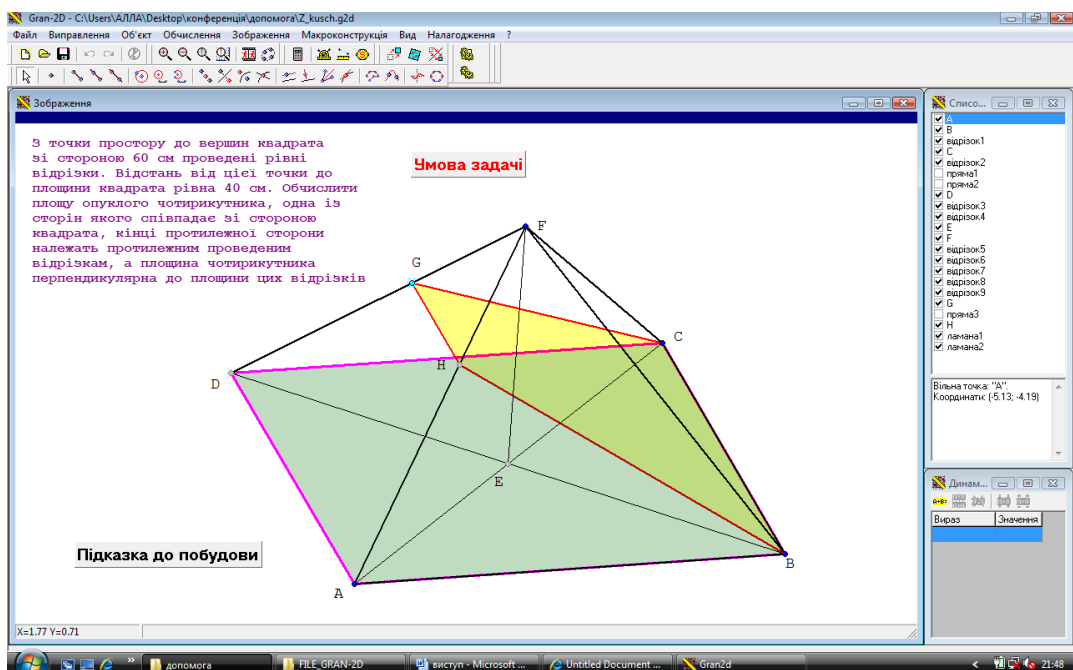 Gran-2D - C:\Users\АЛЛА\Desktop\конференція\допомога\Z_kusch.g2d
Файл Виправлення Об'єкт Обчислення Зображення Макроконструкція Вид Налагодження ?
Зображення
З точки простору до вершин квадрата
зі стороною 60 см проведені рівні
відрізки. Відстань від цієї точки до
площини квадрата рівна 40 см. Обчислити
площу опуклого чотирикутника, одна із
сторін якого співпадає зі стороною
квадрата, кінці протилежної сторони
належать протилежним проведеним
відрізкам, а площина чотирикутника
перпендикулярна до площини цих відрізків
Умова задачі
F
G
C
H
D
E
B
A
Підказка до побудови
X=1.77 Y=0.71
Списо...
A
B
відрізок1
C
відрізок2
пряма1
пряма2
D
відрізок3
відрізок4
E
F
відрізок5
відрізок6
відрізок7
відрізок8
відрізок9
G
пряма3
H
ламана1
ламана2
Вільна точка: "A".
Координати: (-5.13; -4.19)
Динам...
A+B=
Вираз Значення
допомога
FILE_GRAN-2D
виступ - Microsoft ...
Untitled Document ...
Gran2d
21:48